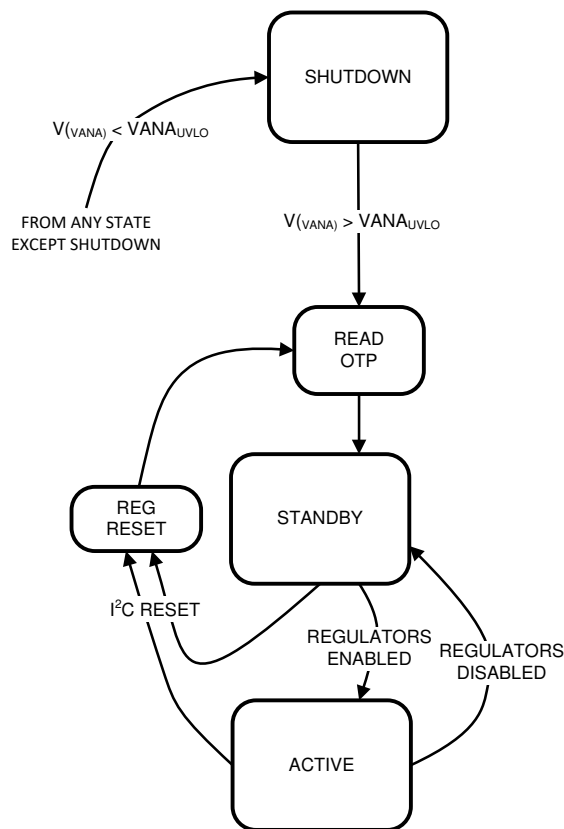 SHUTDOWN
V(VANA) < VANAUVLO
FROM ANY STATE
EXCEPT SHUTDOWN
V(VANA) > VANAUVLO
READ
OTP
REG
RESET
STANDBY
I²C RESET
REGULATORS
ENABLED
REGULATORS
DISABLED
ACTIVE